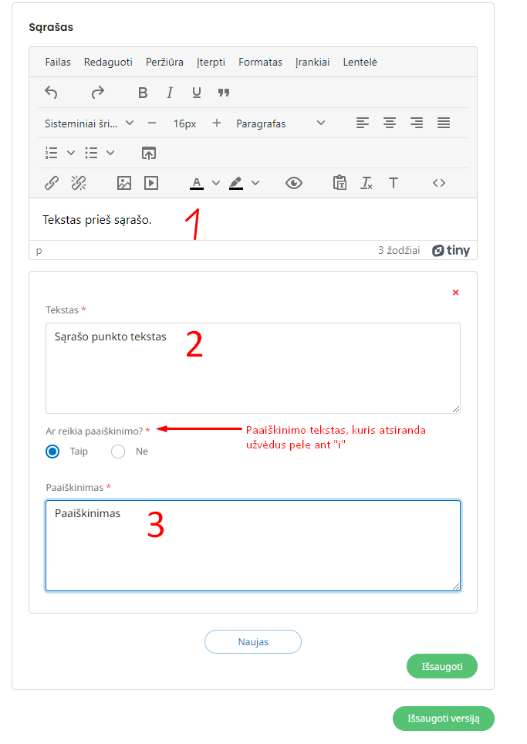 Sąrašas
Failas Redaguoti Peržiūra Įterpti Formatas Įrankiai Lentelė
B I U
Sisteminiai šri... 16px Paragrafas
A
Tekstas prieš sąrašo.
1
p 3 žodžiai tiny
Tekstas *
Sąrašo punkto tekstas
2
Ar reikia paaiškinimo? *
Paaiškinimo tekstas, kuris atsiranda
užvėdus pele ant "i"
Taip Ne
Paaiškinimas *
Paaiškinimas
3
Naujas
Išsaugoti
Išsaugoti versiją